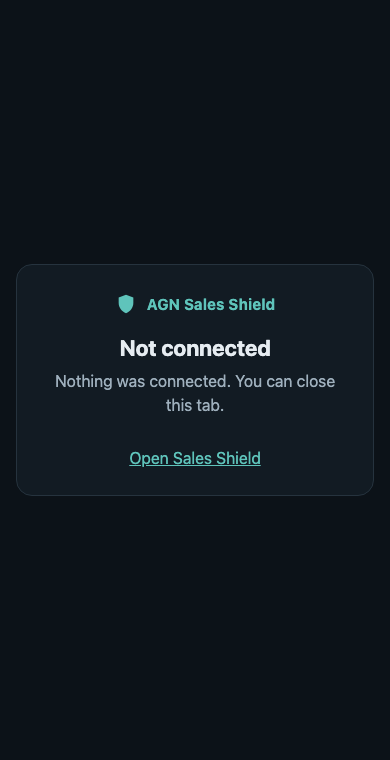 AGN Sales Shield
Not connected
Nothing was connected. You can close
this tab.
Open Sales Shield